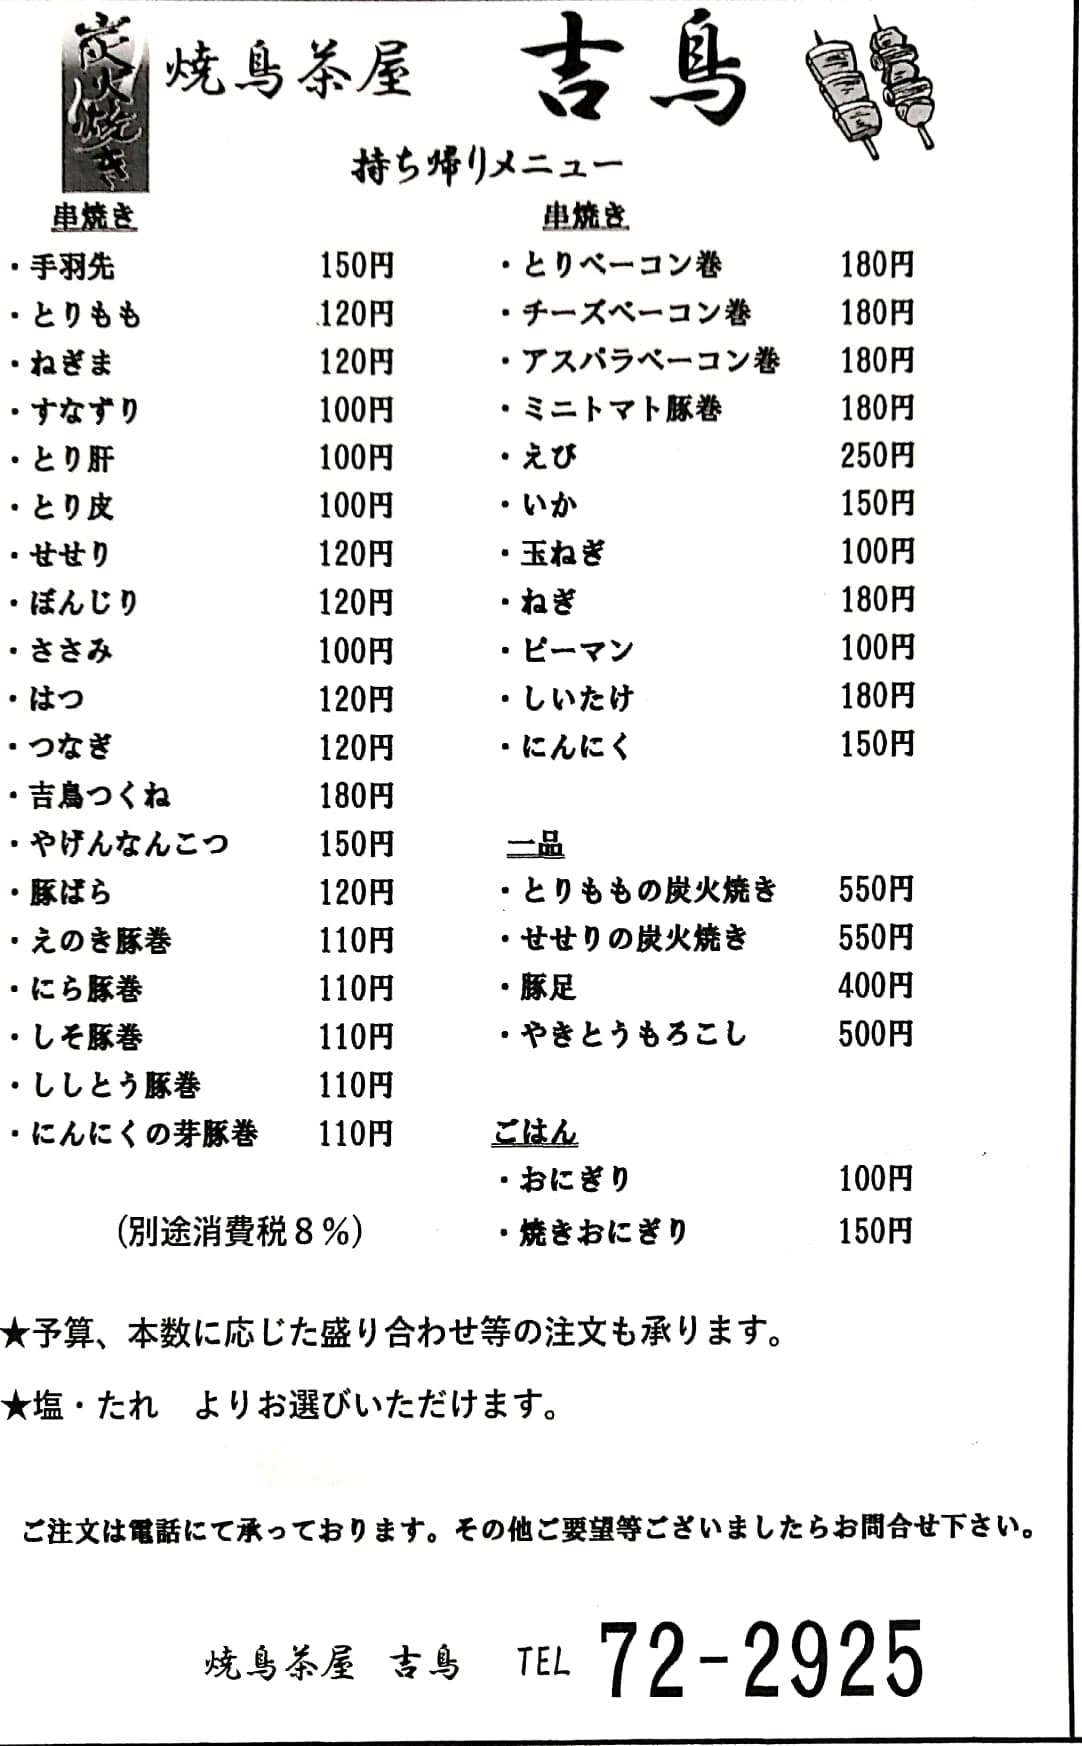 炭火焼き
焼鳥茶屋 吉鳥
持ち帰りメニュー
串焼き
・手羽先 150円
・とりもも 120円
・ねぎま 120円
・すなずり 100円
・とり肝 100円
・とり皮 100円
・せせり 120円
・ぼんじり 120円
・ささみ 100円
・はつ 120円
・つなぎ 120円
・吉鳥つくね 180円
・やげんなんこつ 150円
・豚ばら 120円
・えのき豚巻 110円
・にら豚巻 110円
・しそ豚巻 110円
・ししとう豚巻 110円
・にんにくの芽豚巻 110円
(別途消費税8%)
串焼き
・とりベーコン巻 180円
・チーズベーコン巻 180円
・アスパラベーコン巻 180円
・ミニトマト豚巻 180円
・えび 250円
・いか 150円
・玉ねぎ 100円
・ねぎ 180円
・ピーマン 100円
・しいたけ 180円
・にんにく 150円
一品
・とりももの炭火焼き 550円
・せせりの炭火焼き 550円
・豚足 400円
・やきとうもろこし 500円
ごはん
・おにぎり 100円
・焼きおにぎり 150円
★予算、本数に応じた盛り合わせ等の注文も承ります。
★塩・たれ よりお選びいただけます。
ご注文は電話にて承っております。その他ご要望等ございましたらお問合せ下さい。
焼鳥茶屋 吉鳥 TEL 72-2925